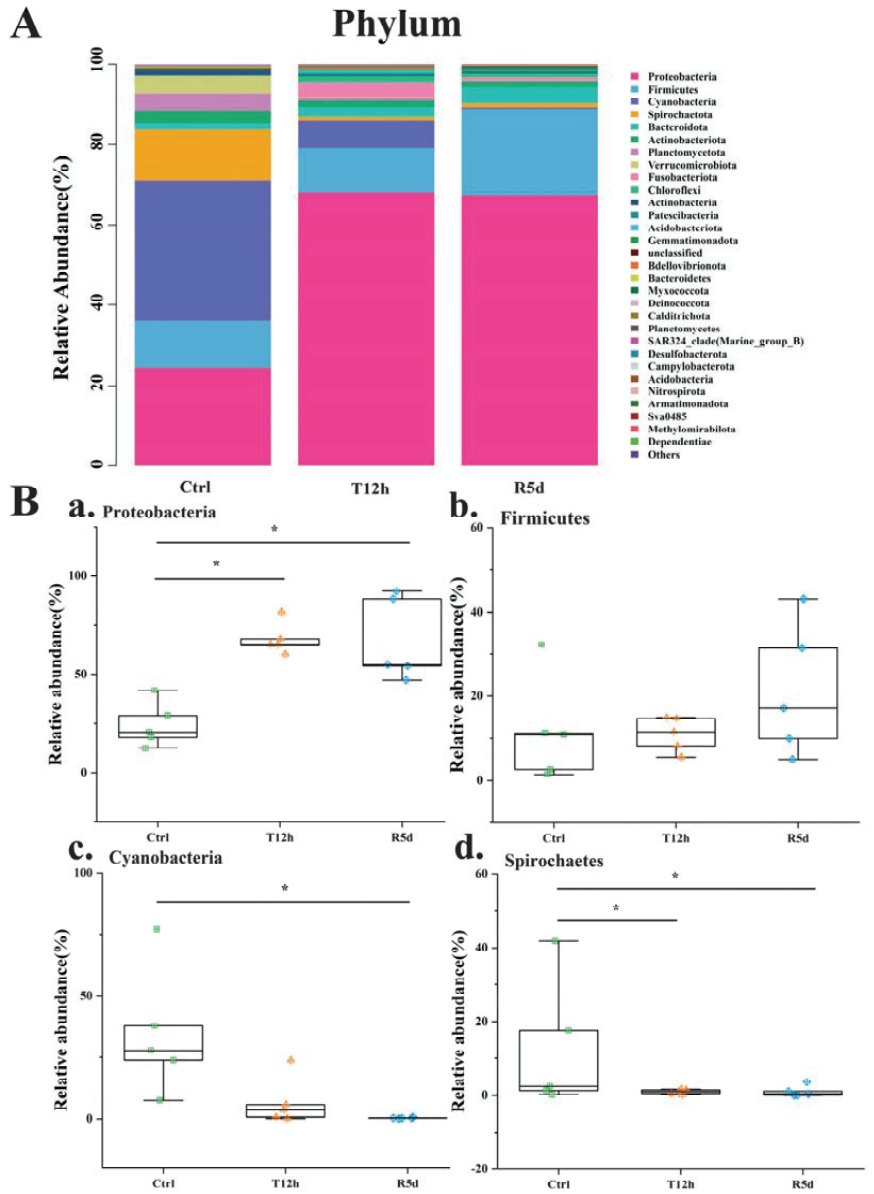 A
Phylum
Relative Abundance(%)
100
80
60
40
20
0
Ctrl
T12h
R5d
Proteobacteria
Firmicutes
Cyanobacteria
Spirochaetota
Bacteroidota
Actinobacteriota
Planctomycetota
Verrucomicrobiota
Fusobacteriota
Chloroflexi
Actinobacteria
Patescibacteria
Acidobacteriota
Gemmatimonadota
unclassified
Bdellovibrionota
Bacteroidetes
Myxococcota
Deinococcota
Calditrichota
Planctomycetes
SAR324_clade(Marine_group_B)
Desulfobacterota
Campylobacterota
Acidobacteria
Nitrospirota
Armatimonadota
Sva0485
Methylomirabilota
Dependentiae
Others
B
a.
Proteobacteria
Relative abundance(%)
100
50
0
*
*
Ctrl
T12h
R5d
b.
Firmicutes
Relative abundance(%)
60
40
20
0
Ctrl
T12h
R5d
c.
Cyanobacteria
Relative abundance(%)
100
50
0
*
Ctrl
T12h
R5d
d.
Spirochaetes
Relative abundance(%)
60
40
20
0
-20
*
*
Ctrl
T12h
R5d